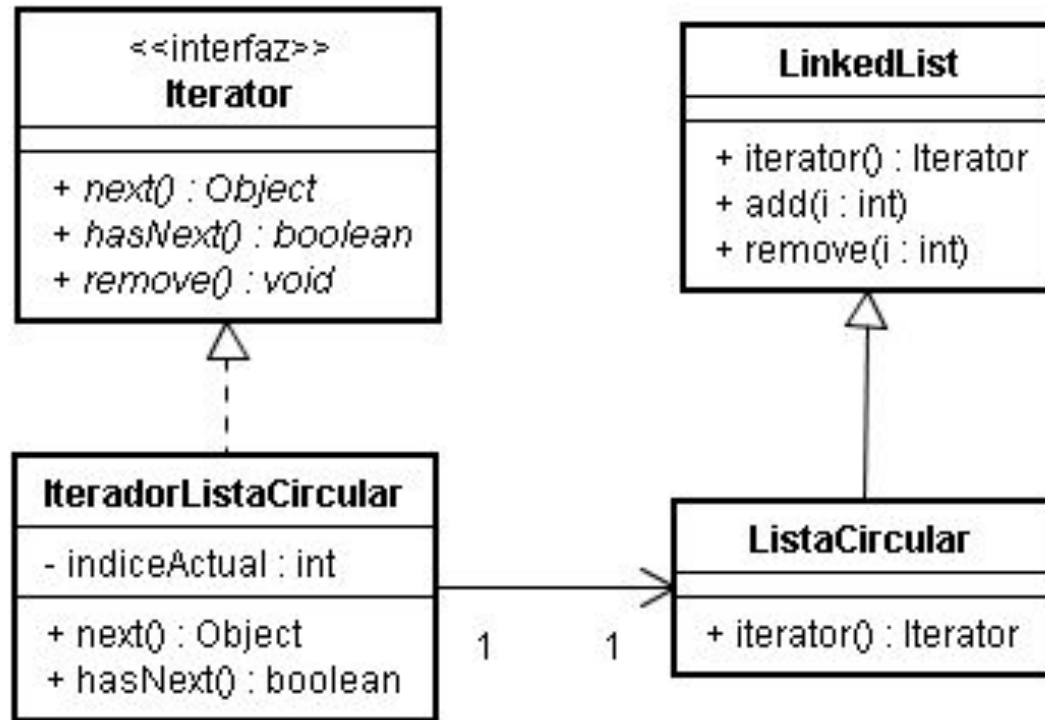 <<interfaz>>
Iterator
+ next() : Object
+ hasNext() : boolean
+ remove() : void
LinkedList
+ iterator() : Iterator
+ add(i : int)
+ remove(i : int)
IteradorListaCircular
- indiceActual : int
+ next() : Object
+ hasNext() : boolean
1 1
ListaCircular
+ iterator() : Iterator